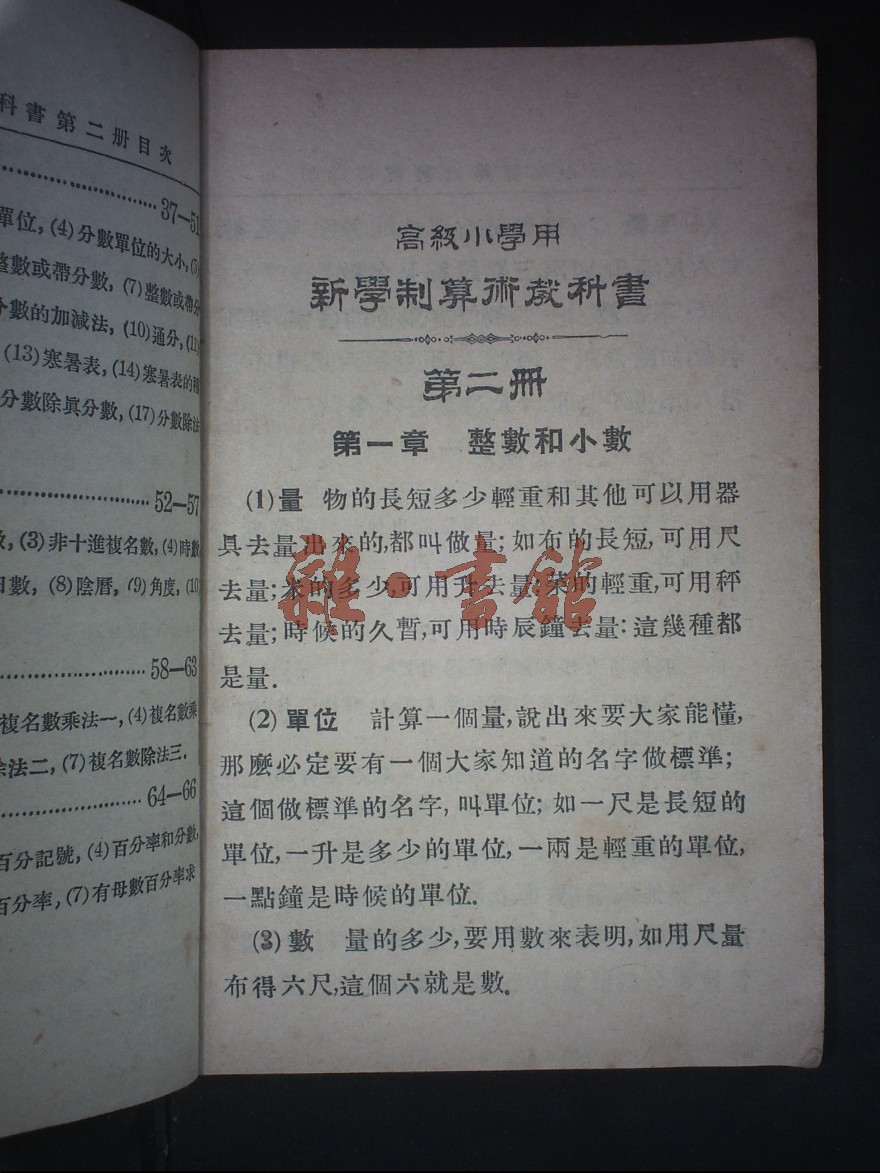 科書第二册目次
37—51
單位,(4)分數單位的大小,(5)
整數或帶分數,(7)整數或帶分
分數的加減法,(10)通分,(11)
(13)寒暑表,(14)寒暑表的種
分數除眞分數,(17)分數除法
52—57
(3)非十進複名數,(4)時數
日數,(8)陰曆,(9)角度,(10)
58—63
複名數乘法一,(4)複名數乘
除法二,(7)複名數除法三.
64—66
百分記號,(4)百分率和分數,
百分率,(7)有母數百分率求
高級小學用
新學制算術敎科書
第二冊
第一章 整數和小數
(1)量 物的長短多少輕重和其他可以用器
具去量出來的,都叫做量;如布的長短,可用尺
去量;米的多少,可用升去量;菜的輕重,可用秤
去量;時候的久暫,可用時辰鐘去量:這幾種都
是量.
(2)單位 計算一個量,說出來要大家能懂,
那麼必定要有一個大家知道的名字做標準;
這個做標準的名字,叫單位;如一尺是長短的
單位,一升是多少的單位,一兩是輕重的單位,
一點鐘是時候的單位.
(3)數 量的多少,要用數來表明,如用尺量
布得六尺,這個六就是數.
雜·書館